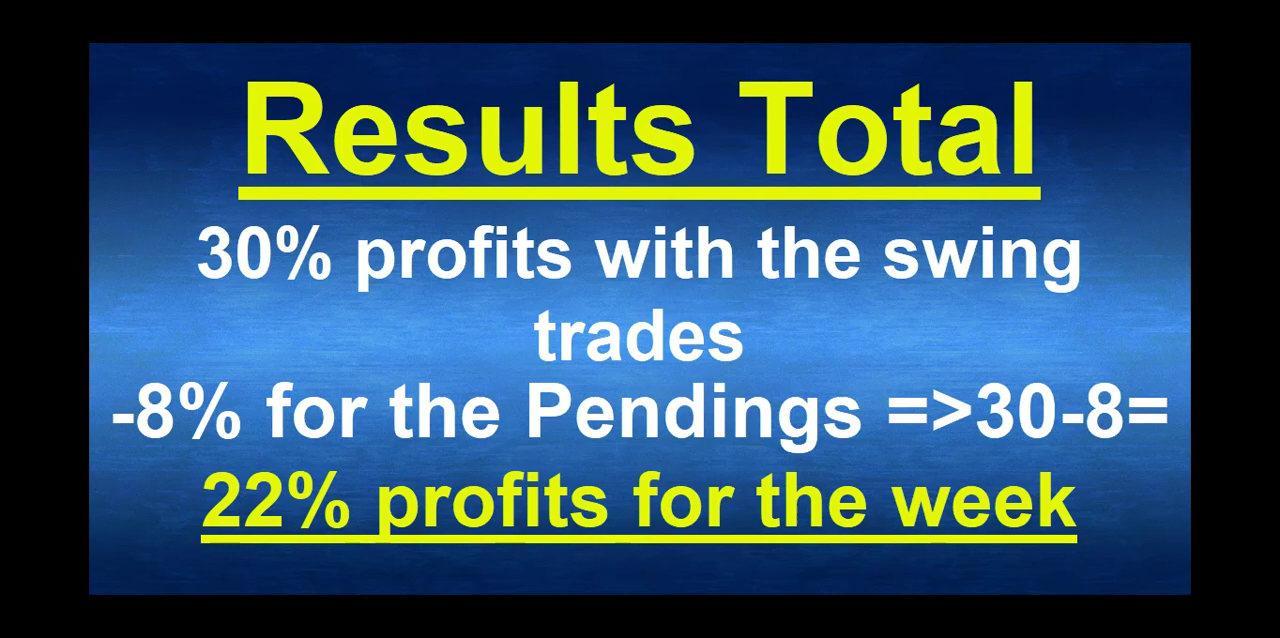 Results Total
30% profits with the swing
trades
-8% for the Pendings =>30-8=
22% profits for the week